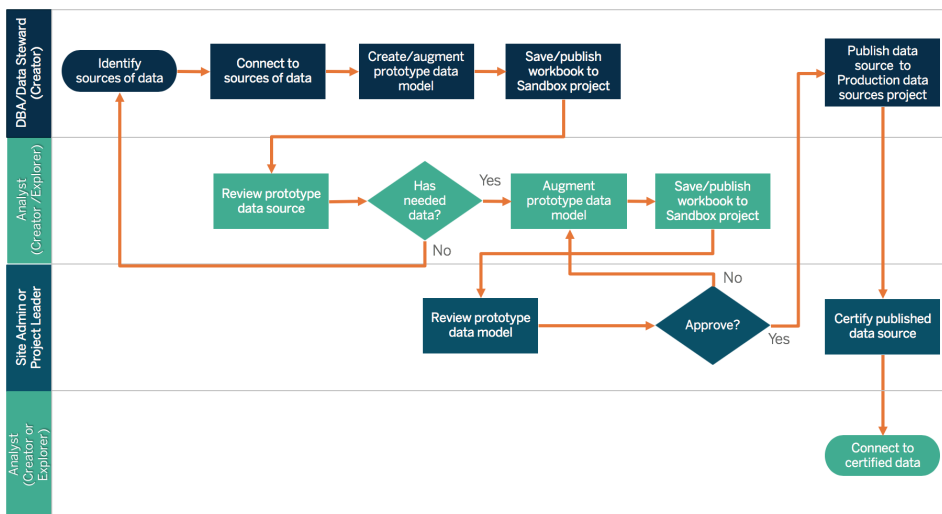 DBA/Data Steward
(Creator)
Identify
sources of data
Connect to
sources of data
Create/augment
prototype data
model
Save/publish
workbook to
Sandbox project
Publish data
source to
Production data
sources project
Analyst
(Creator /Explorer)
Review prototype
data source
Has
needed
data?
Yes
No
Augment
prototype data
model
Save/publish
workbook to
Sandbox project
Site Admin or
Project Leader
Review prototype
data model
Approve?
No
Yes
Certify published
data source
Analyst
(Creator or
Explorer)
Connect to
certified data